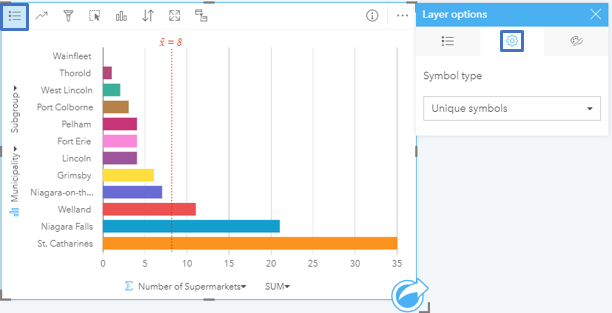 Layer options
x̄ = 8
Wainfleet
Thorold
West Lincoln
Port Colborne
Pelham
Fort Erie
Lincoln
Grimsby
Niagara-on-th...
Welland
Niagara Falls
St. Catharines
Subgroup
Municipality
0 5 10 15 20 25 30 35
Σ Number of Supermarkets SUM
Symbol type
Unique symbols